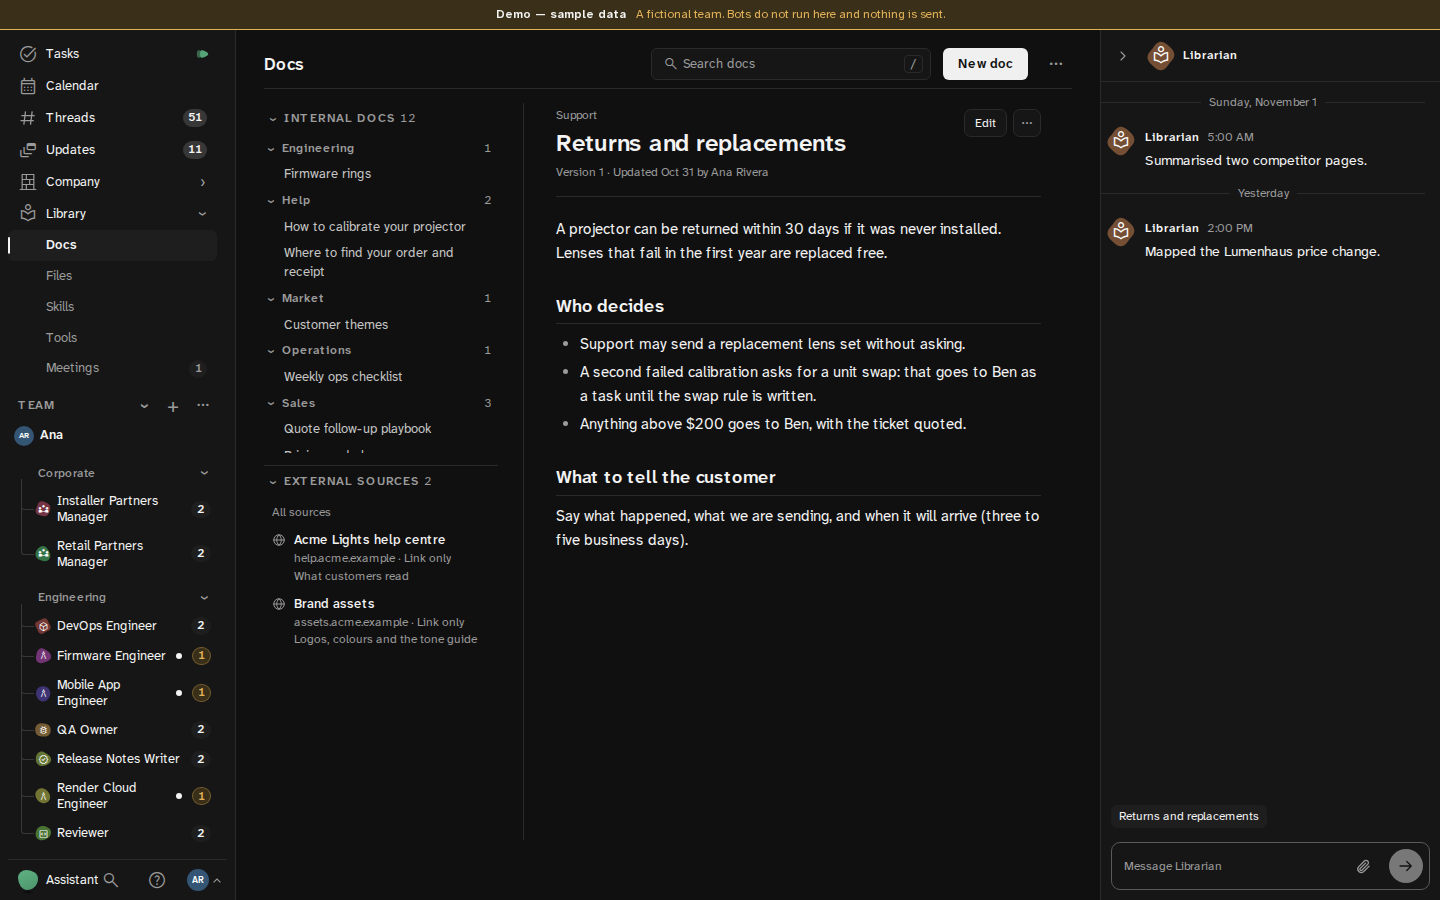 Demo — sample data A fictional team. Bots do not run here and nothing is sent.
Tasks
Calendar
Threads 51
Updates 11
Company
Library
Docs
Files
Skills
Tools
Meetings 1
TEAM
AR Ana
Corporate
Installer Partners
Manager 2
Retail Partners
Manager 2
Engineering
DevOps Engineer 2
Firmware Engineer 1
Mobile App
Engineer 1
QA Owner 2
Release Notes Writer 2
Render Cloud
Engineer 1
Reviewer 2
Assistant AR
Docs
Search docs /
New doc
INTERNAL DOCS 12
Engineering 1
Firmware rings
Help 2
How to calibrate your projector
Where to find your order and
receipt
Market 1
Customer themes
Operations 1
Weekly ops checklist
Sales 3
Quote follow-up playbook
EXTERNAL SOURCES 2
All sources
Acme Lights help centre
help.acme.example · Link only
What customers read
Brand assets
assets.acme.example · Link only
Logos, colours and the tone guide
Support
Edit
Returns and replacements
Version 1 · Updated Oct 31 by Ana Rivera
A projector can be returned within 30 days if it was never installed.
Lenses that fail in the first year are replaced free.
Who decides
Support may send a replacement lens set without asking.
A second failed calibration asks for a unit swap: that goes to Ben as
a task until the swap rule is written.
Anything above $200 goes to Ben, with the ticket quoted.
What to tell the customer
Say what happened, what we are sending, and when it will arrive (three to
five business days).
Librarian
Sunday, November 1
Librarian 5:00 AM
Summarised two competitor pages.
Yesterday
Librarian 2:00 PM
Mapped the Lumenhaus price change.
Returns and replacements
Message Librarian